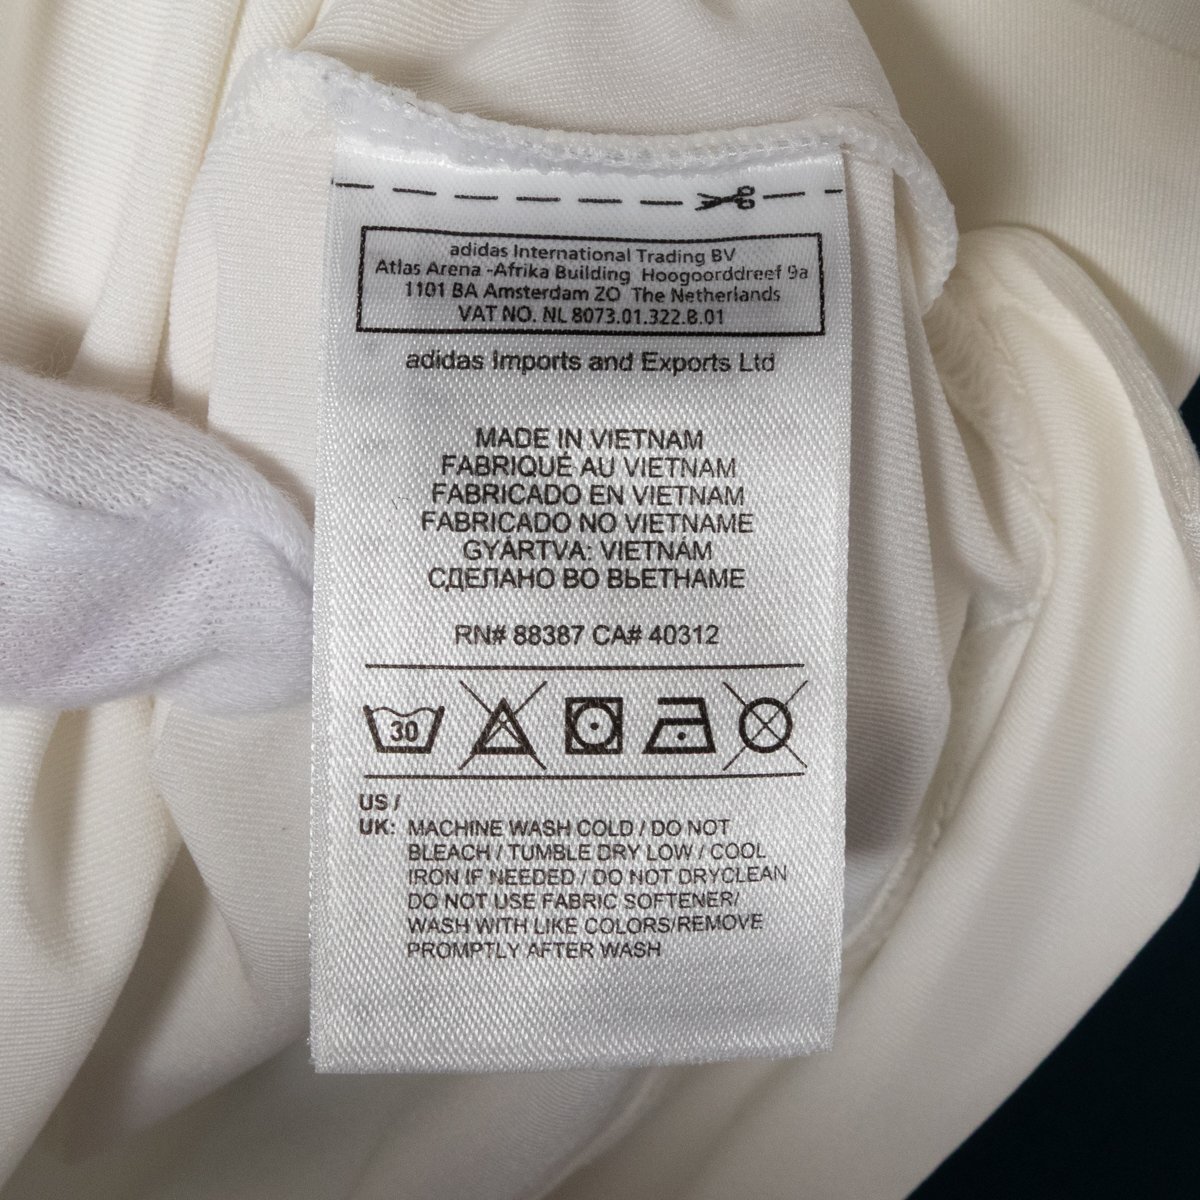 adidas International Trading BV
Atlas Arena -Afrika Building Hoogoorddreef 9a
1101 BA Amsterdam ZO The Netherlands
VAT NO. NL 8073.01.322.B.01
adidas Imports and Exports Ltd
MADE IN VIETNAM
FABRIQUÉ AU VIETNAM
FABRICADO EN VIETNAM
FABRICADO NO VIETNAME
GYÁRTVA: VIETNÁM
СДЕЛАНО ВО ВЬЕТНАМЕ
RN# 88387 CA# 40312
30
US /
UK: MACHINE WASH COLD / DO NOT
BLEACH / TUMBLE DRY LOW / COOL
IRON IF NEEDED / DO NOT DRYCLEAN
DO NOT USE FABRIC SOFTENER/
WASH WITH LIKE COLORS/REMOVE
PROMPTLY AFTER WASH